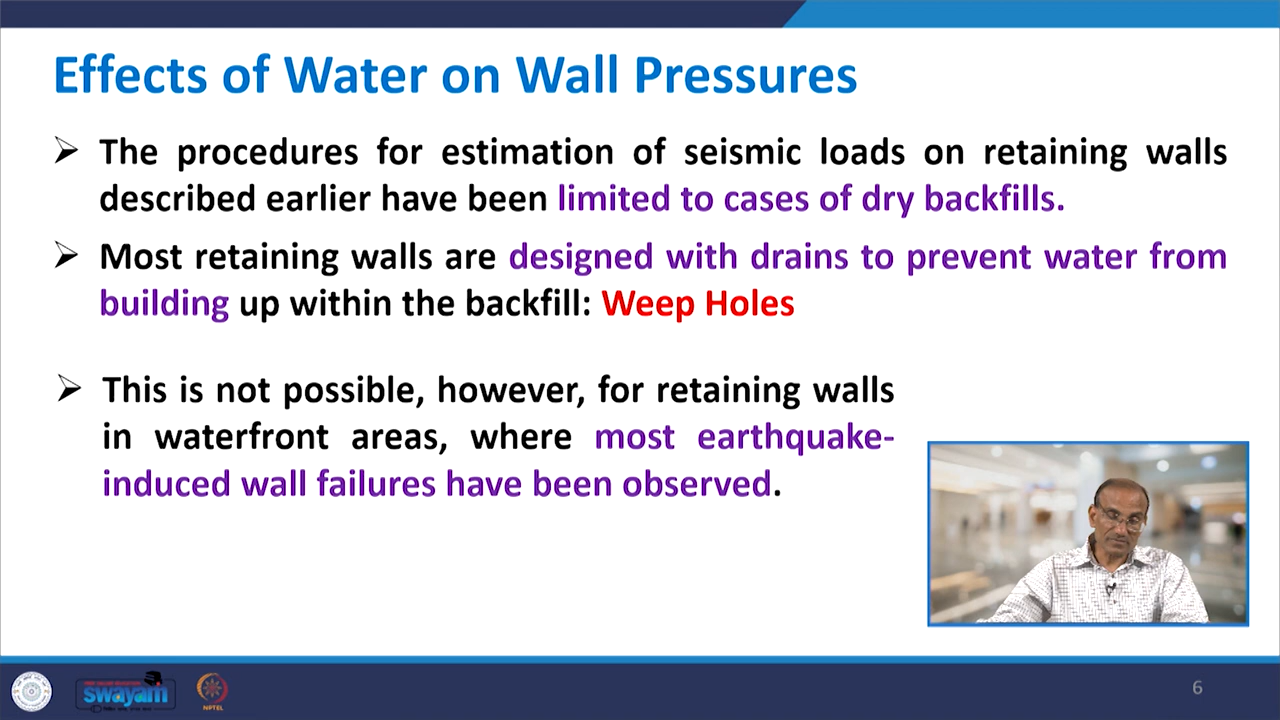 Effects of Water on Wall Pressures
➢ The procedures for estimation of seismic loads on retaining walls
described earlier have been limited to cases of dry backfills.
➢ Most retaining walls are designed with drains to prevent water from
building up within the backfill: Weep Holes
➢ This is not possible, however, for retaining walls
in waterfront areas, where most earthquake-
induced wall failures have been observed.
swayam
NPTEL
6